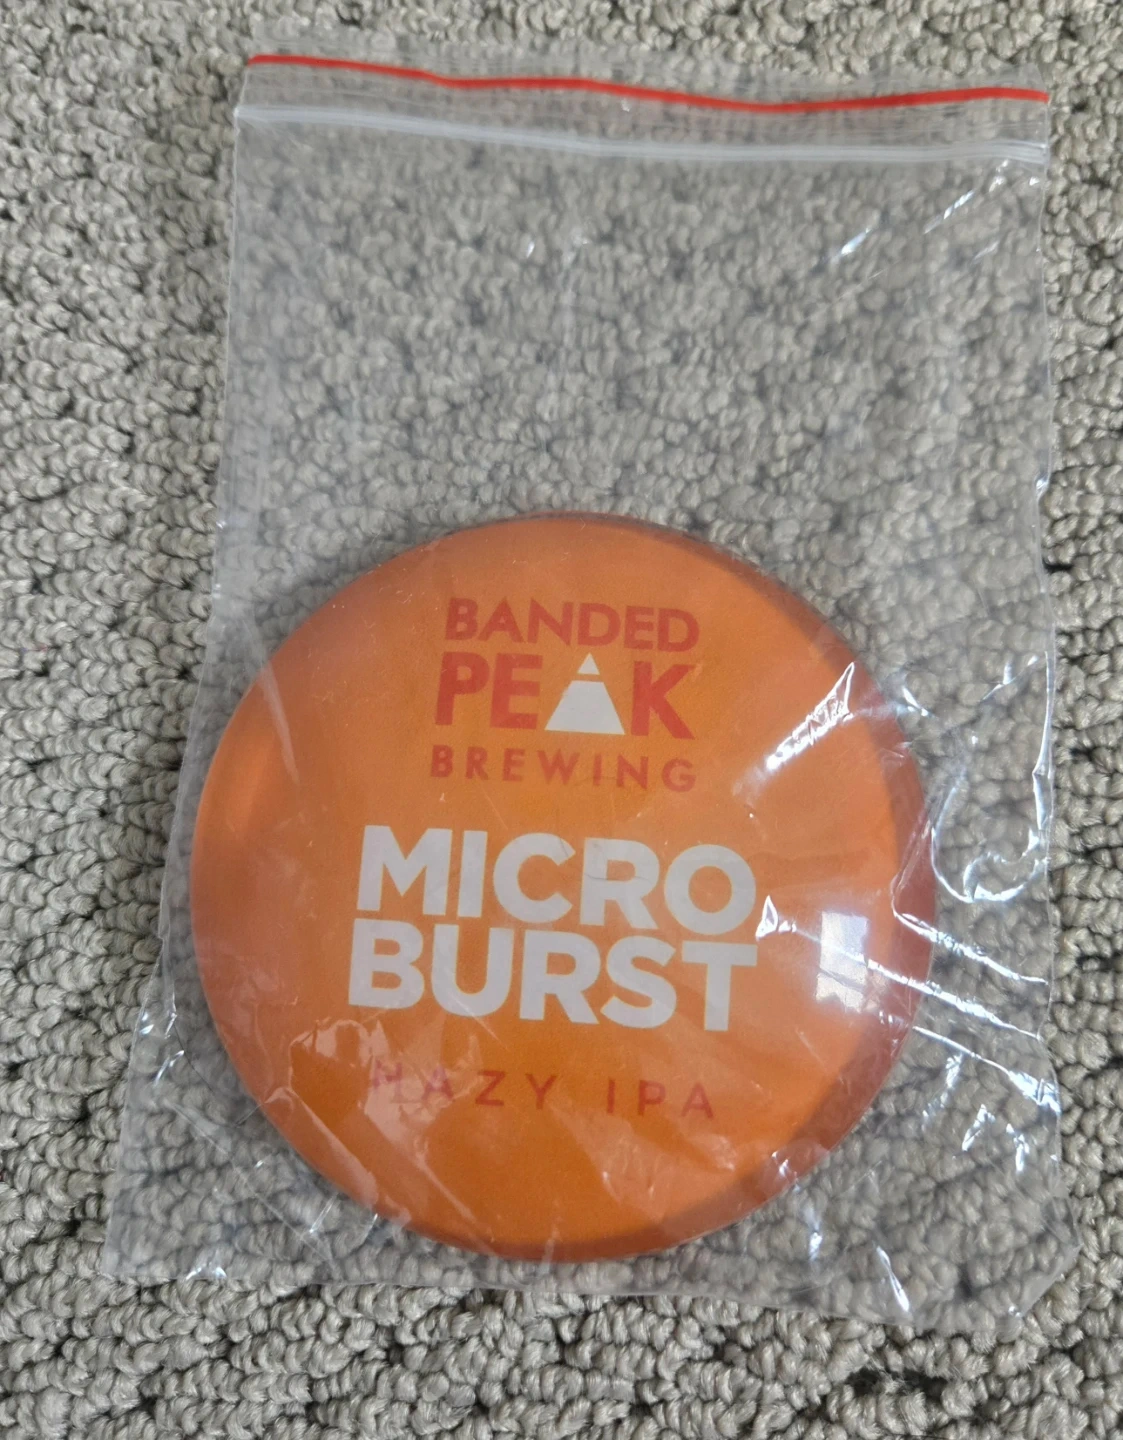 BANDED
PEAK
BREWING
MICRO
BURST
HAZY IPA